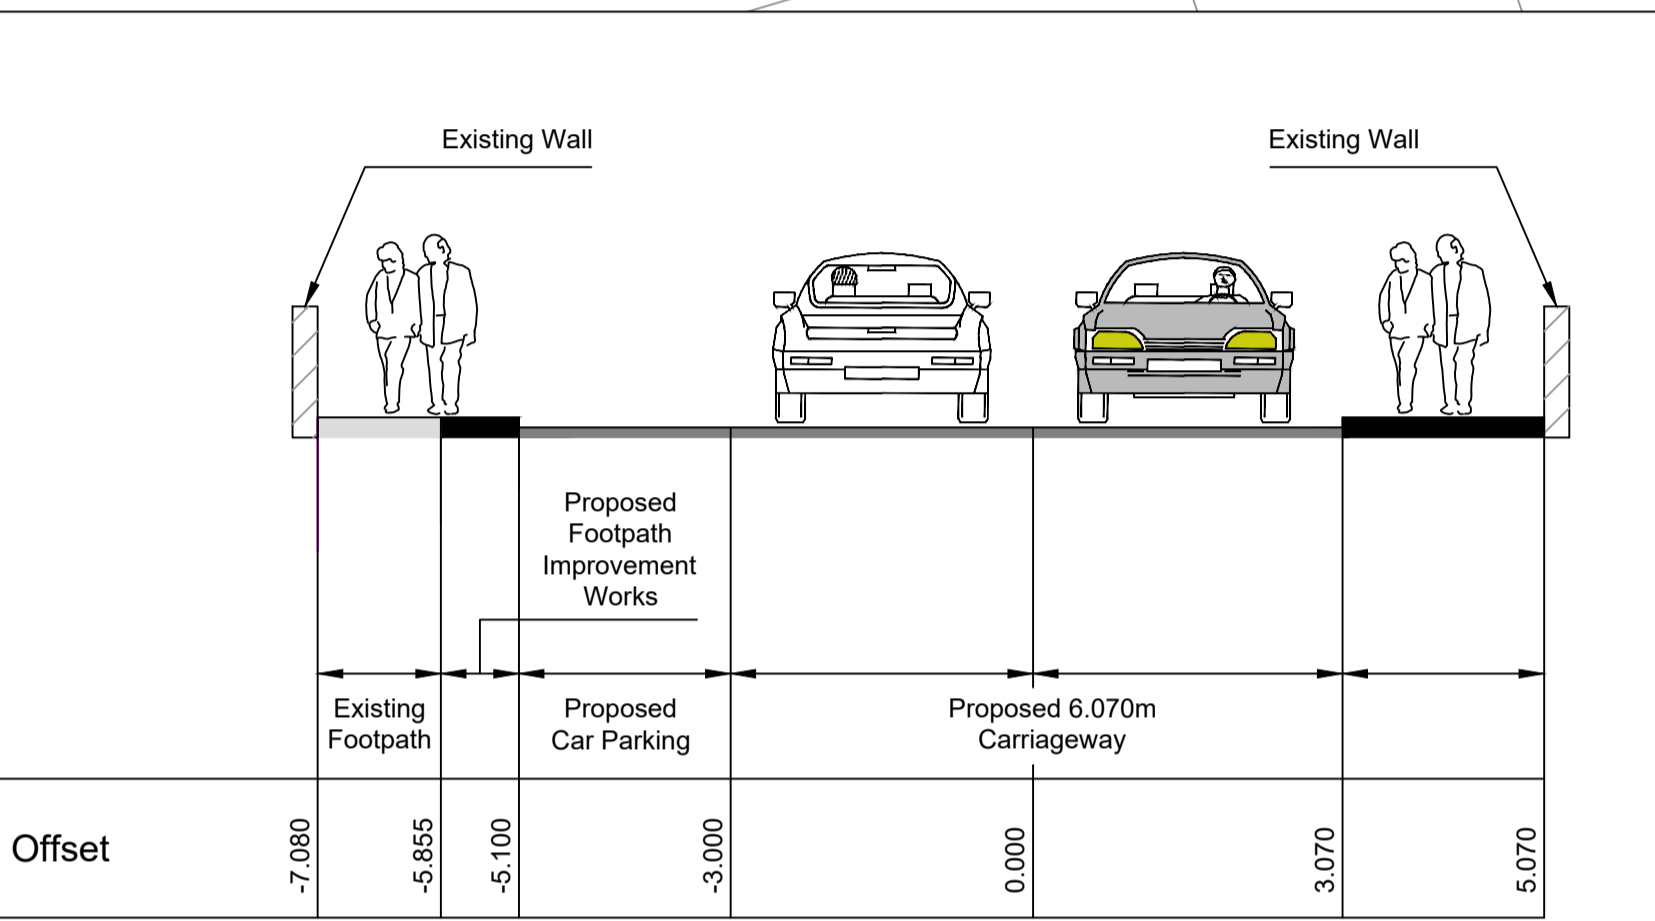 Existing Wall
Existing Wall
Proposed
Footpath
Improvement
Works
Existing
Footpath
Proposed
Car Parking
Proposed 6.070m
Carriageway
Offset
-7.080
-5.855
-5.100
-3.000
0.000
3.070
5.070